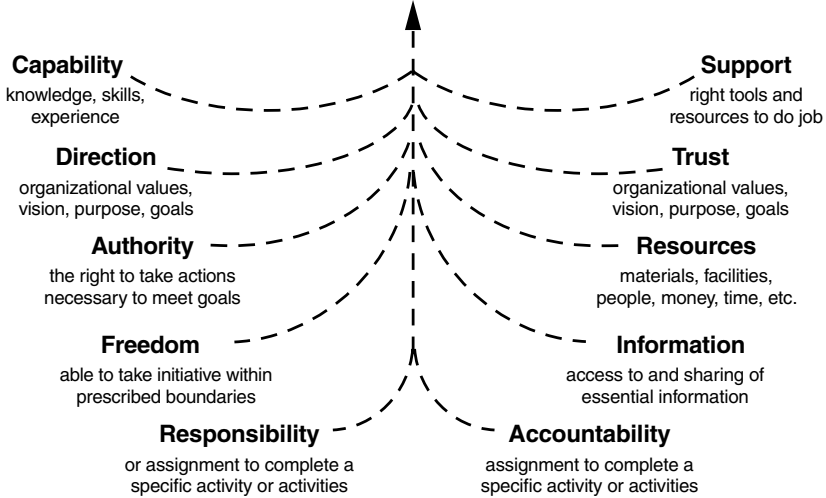 Capability
knowledge, skills,
experience
Support
right tools and
resources to do job
Direction
organizational values,
vision, purpose, goals
Trust
organizational values,
vision, purpose, goals
Authority
the right to take actions
necessary to meet goals
Resources
materials, facilities,
people, money, time, etc.
Freedom
able to take initiative within
prescribed boundaries
Information
access to and sharing of
essential information
Responsibility
or assignment to complete a
specific activity or activities
Accountability
assignment to complete a
specific activity or activities